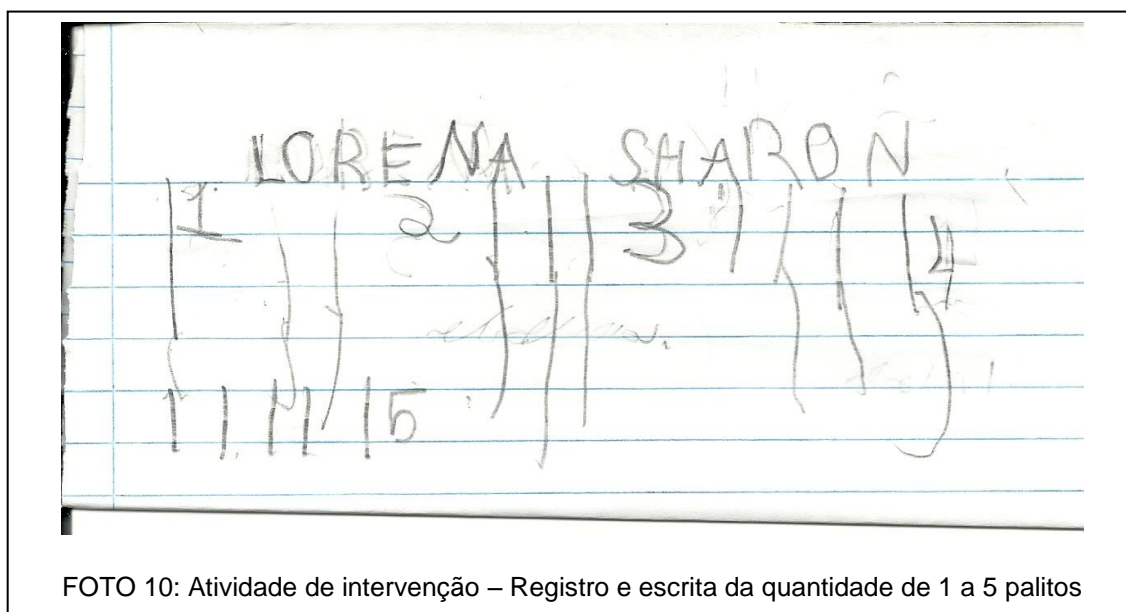 LORENA SHARON
| 1 || 2 ||| 3 |||| 4
||||| 5
FOTO 10: Atividade de intervenção – Registro e escrita da quantidade de 1 a 5 palitos